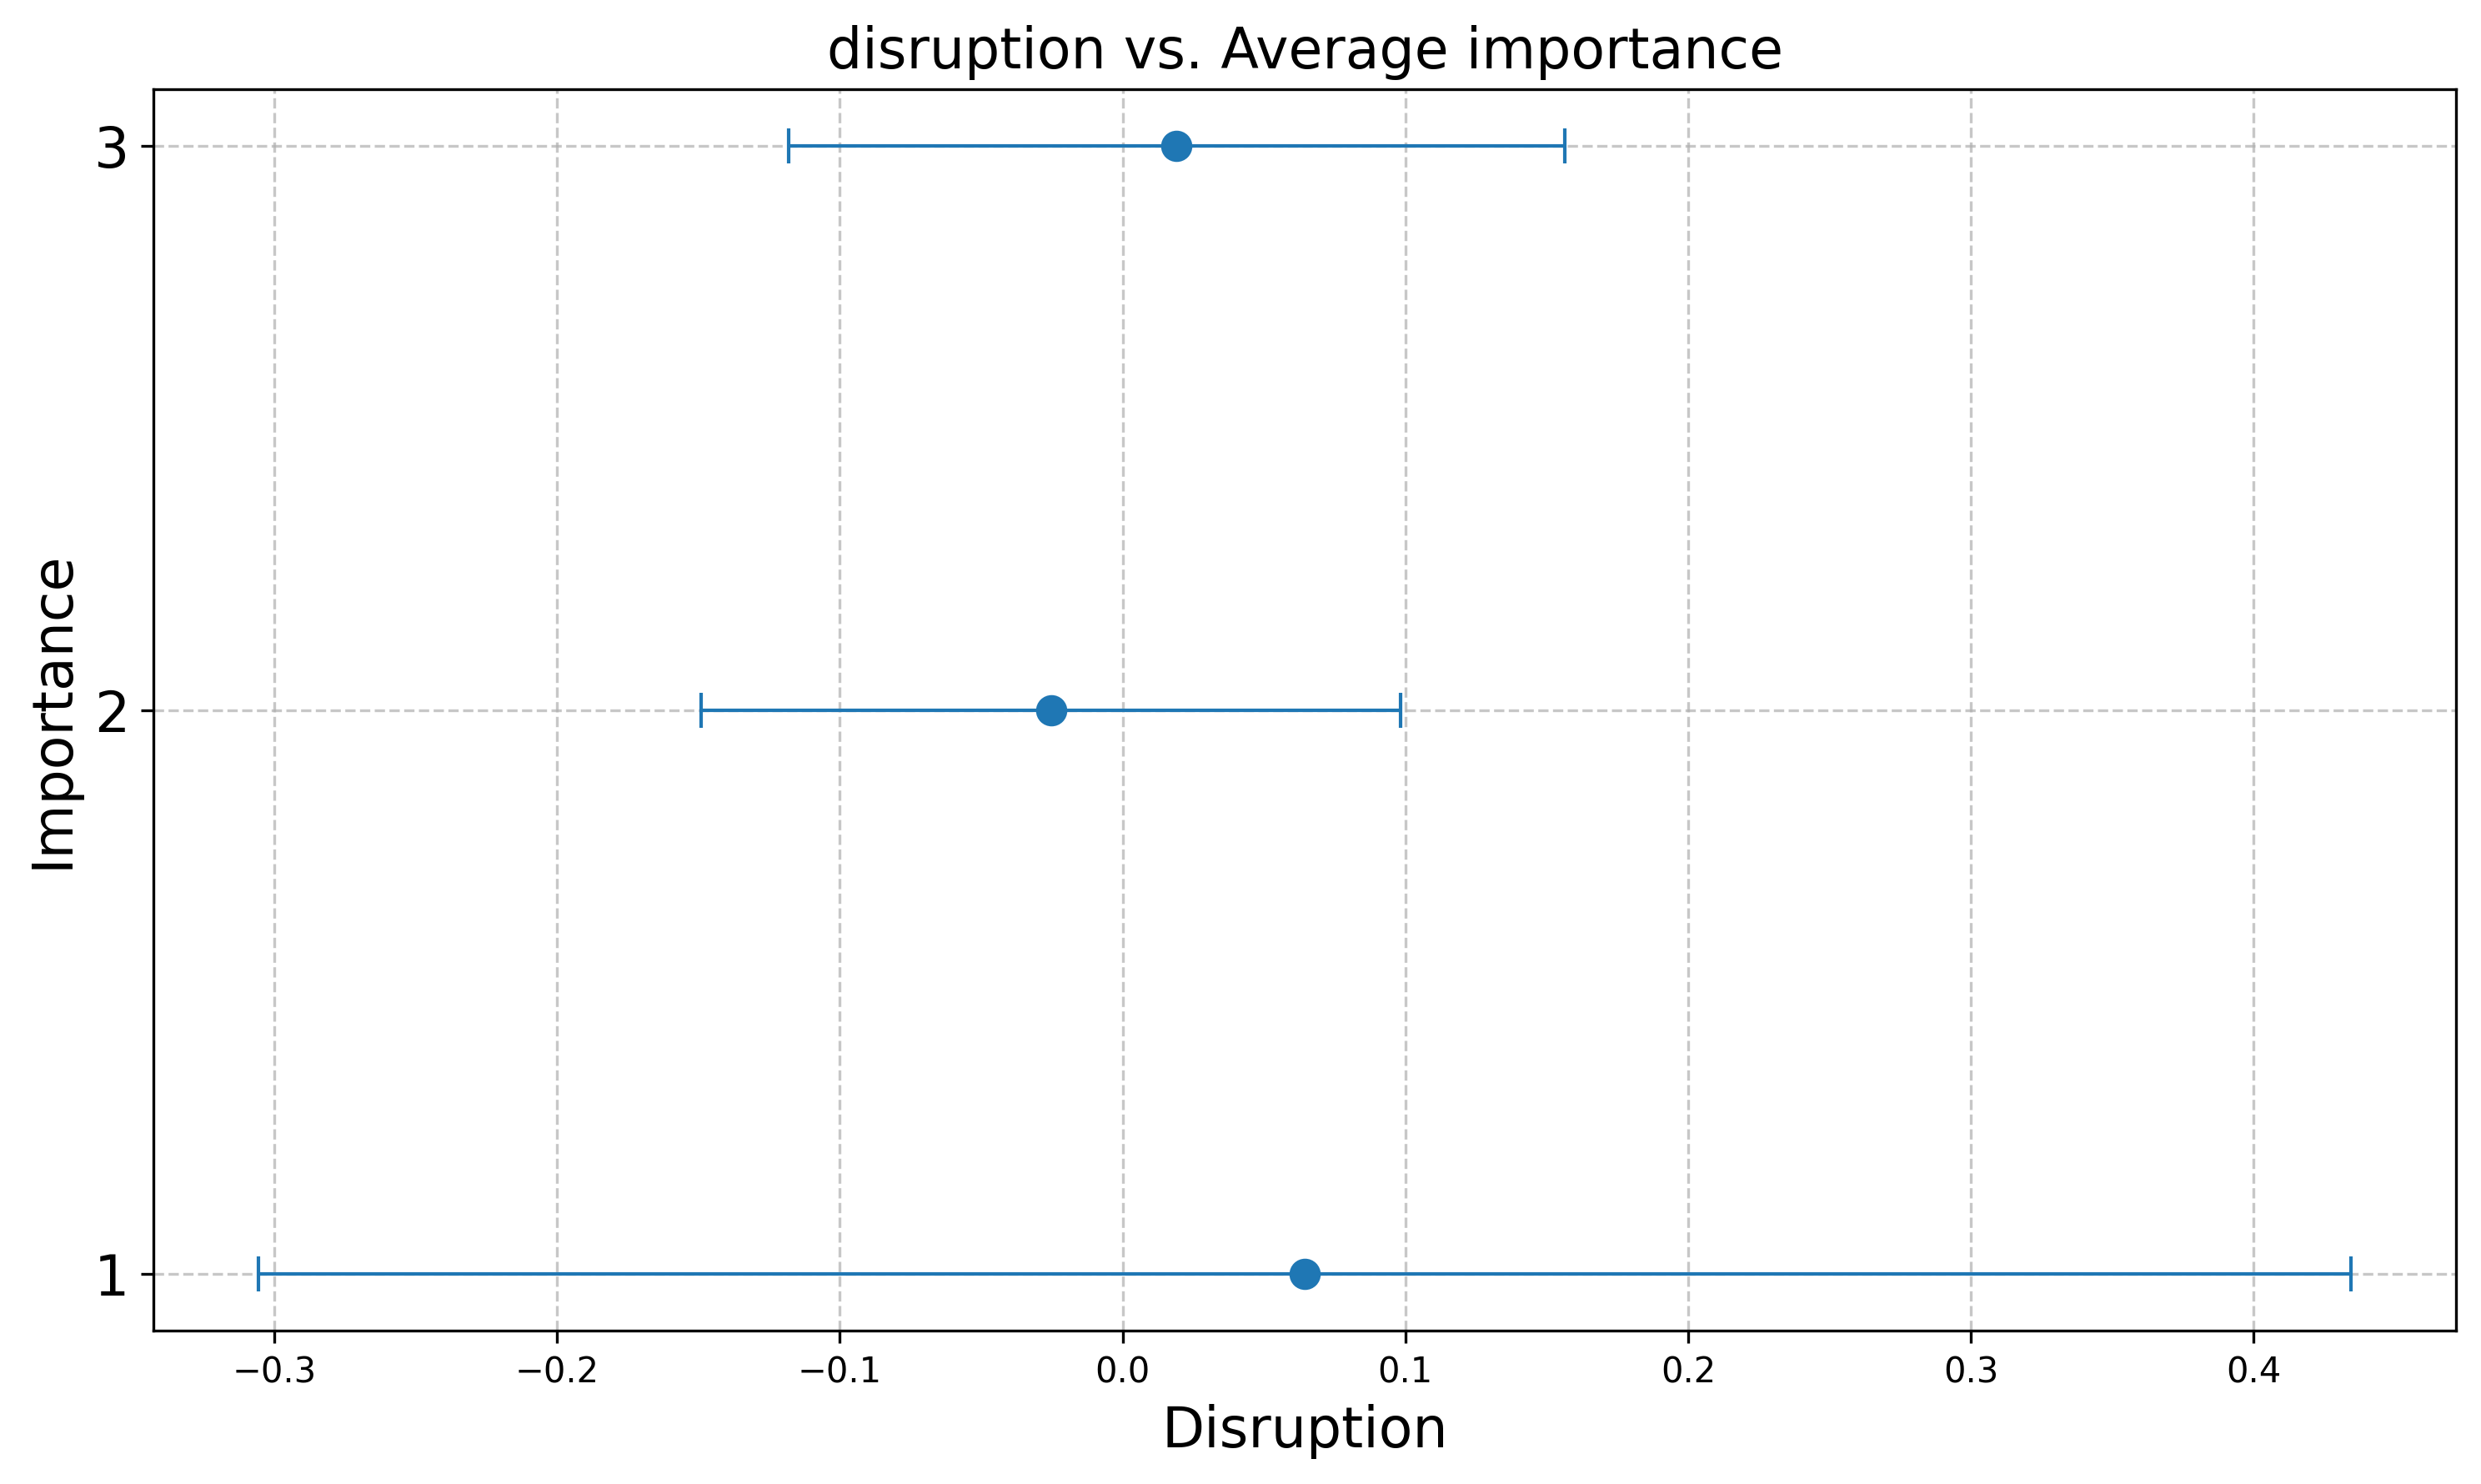 disruption vs. Average importance
3
2
1
Importance
−0.3 −0.2 −0.1 0.0 0.1 0.2 0.3 0.4
Disruption